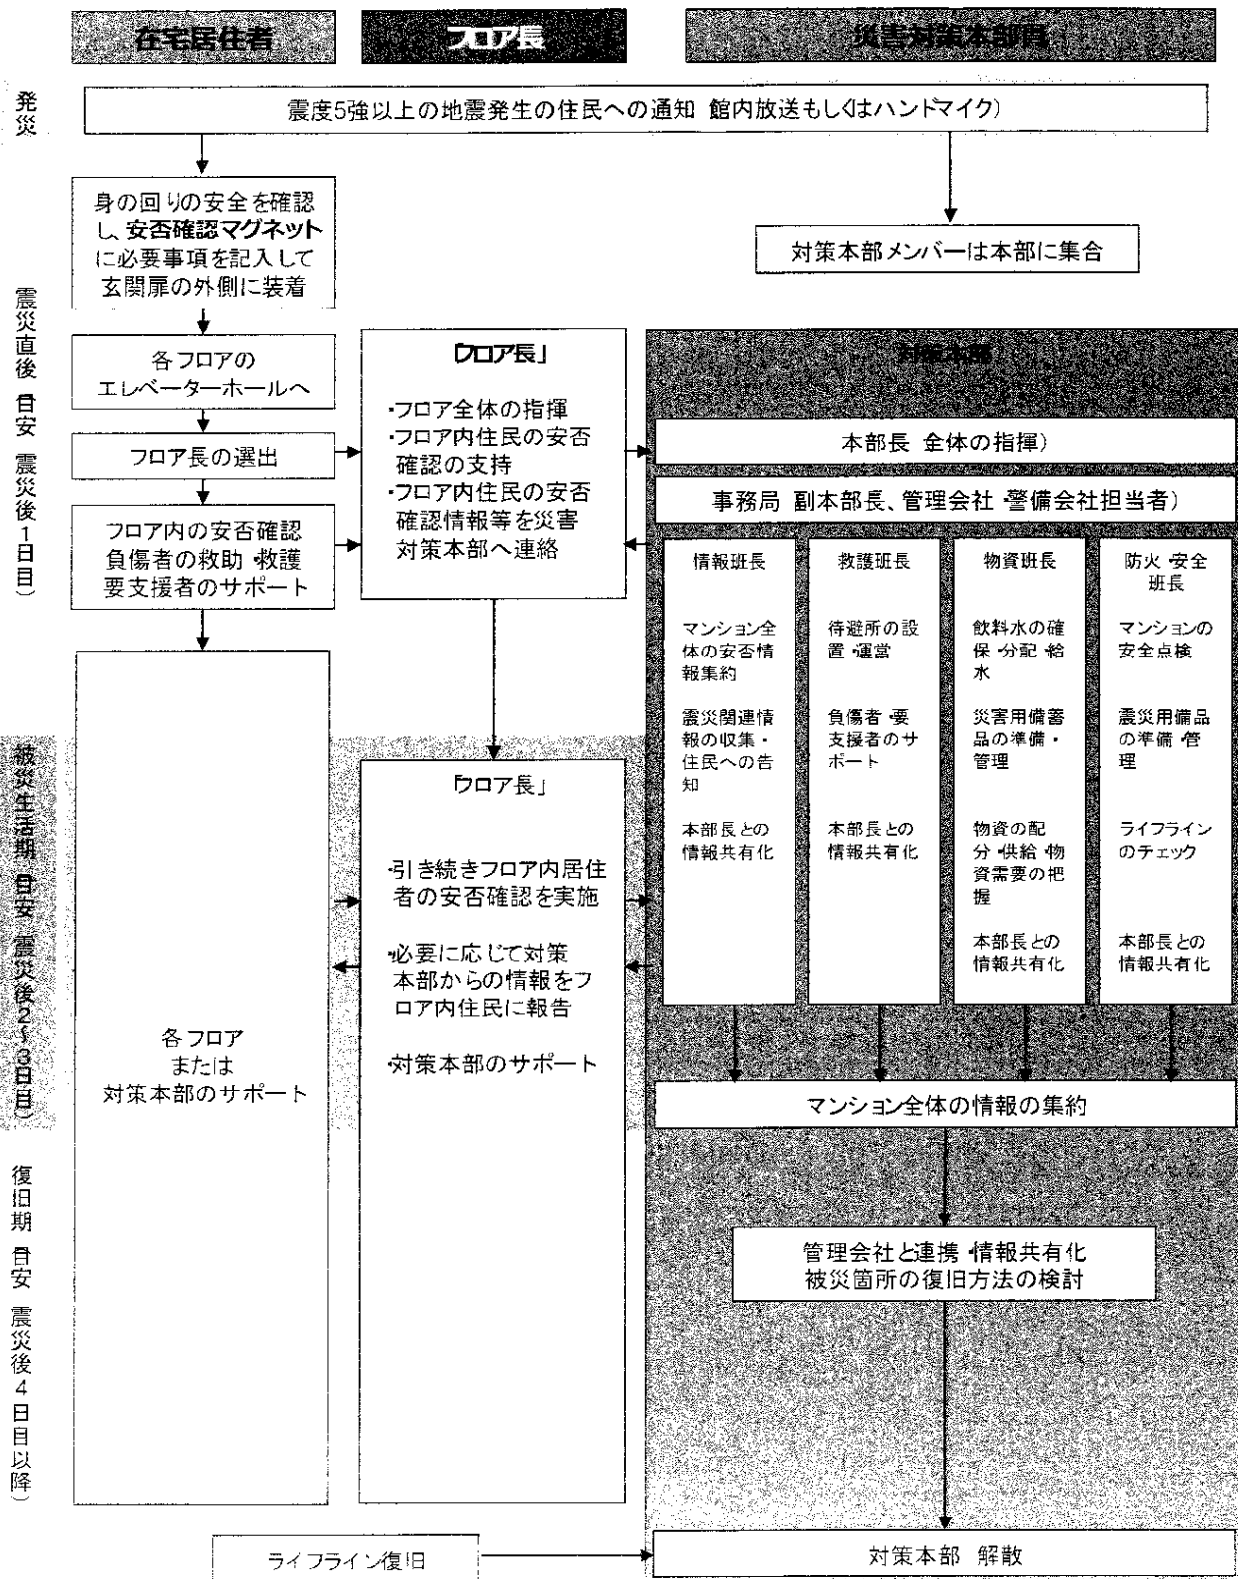 在宅居住者
フロア長
災害対策本部員
発災
震度5強以上の地震発生の住民への通知 館内放送もしくはハンドマイク)
震災直後 目安 震災後1日目)
身の回りの安全を確認
し、安否確認マグネット
に必要事項を記入して
玄関扉の外側に装着
対策本部メンバーは本部に集合
各フロアの
エレベーターホールへ
フロア長の選出
フロア内の安否確認
負傷者の救助・救護
要支援者のサポート
「フロア長」
・フロア全体の指揮
・フロア内住民の安否
確認の支持
・フロア内住民の安否
確認情報等を災害
対策本部へ連絡
対策本部
本部長 全体の指揮)
事務局 副本部長、管理会社・警備会社担当者)
情報班長
マンション全
体の安否情
報集約
震災関連情
報の収集・
住民への告
知
本部長との
情報共有化
救護班長
待避所の設
置・運営
負傷者・要
支援者のサ
ポート
本部長との
情報共有化
物資班長
飲料水の確
保・分配・給
水
災害用備蓄
品の準備・
管理
物資の配
分・供給・物
資需要の把
握
本部長との
情報共有化
防火・安全
班長
マンションの
安全点検
震災用備品
の準備・管
理
ライフライン
のチェック
本部長との
情報共有化
被災生活期 目安 震災後2~3日目)
各フロア
または
対策本部のサポート
「フロア長」
・引き続きフロア内居住
者の安否確認を実施
・必要に応じて対策
本部からの情報をフ
ロア内住民に報告
・対策本部のサポート
マンション全体の情報の集約
復旧期 目安 震災後4日目以降)
管理会社と連携・情報共有化
被災箇所の復旧方法の検討
ライフライン復旧
対策本部 解散